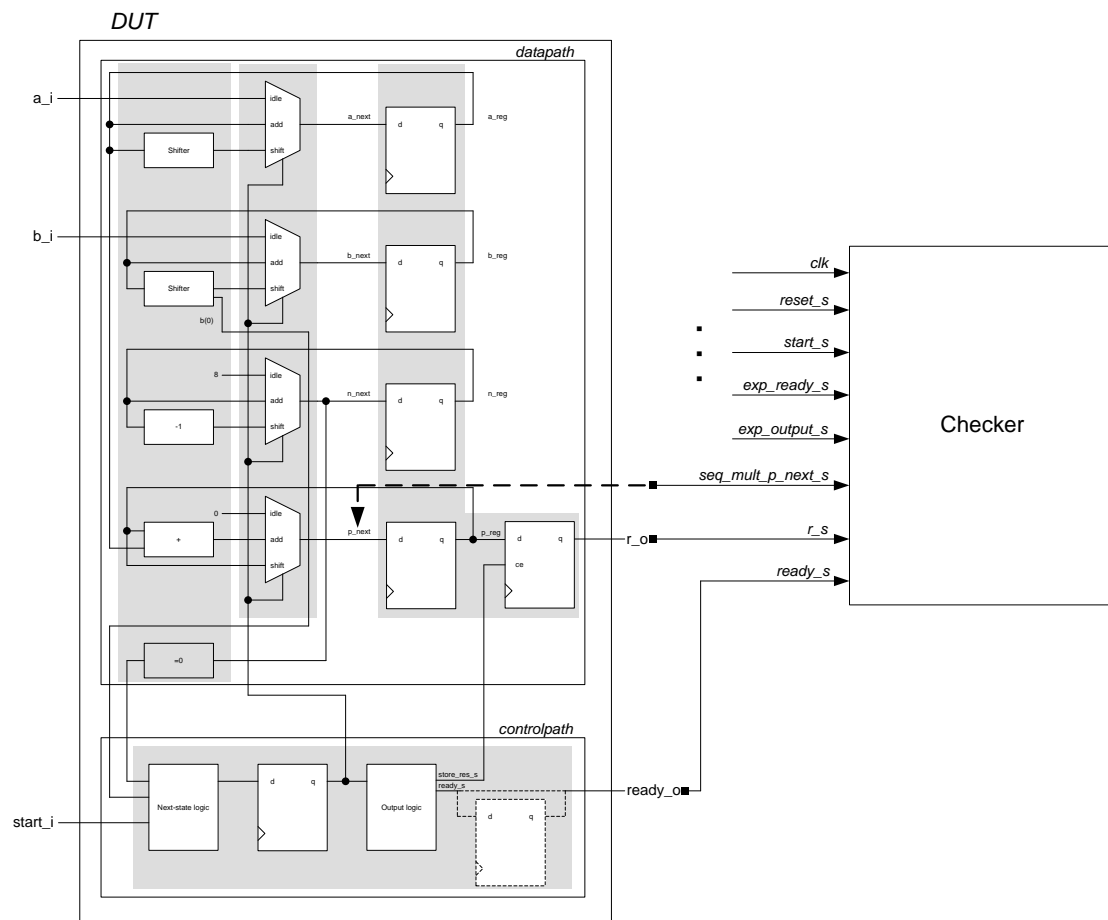 DUT
datapath
a_i
idle
add
shift
Shifter
a_next
d
q
a_reg
b_i
idle
add
shift
Shifter
b(0)
b_next
d
q
b_reg
8
idle
add
shift
-1
n_next
d
q
n_reg
0
idle
add
shift
+
p_next
d
q
p_reg
d
q
ce
r_o
=0
controlpath
Next-state logic
d
q
Output logic
store_res_s
ready_s
d
q
ready_o
start_i
clk
reset_s
start_s
exp_ready_s
exp_output_s
seq_mult_p_next_s
r_s
ready_s
Checker